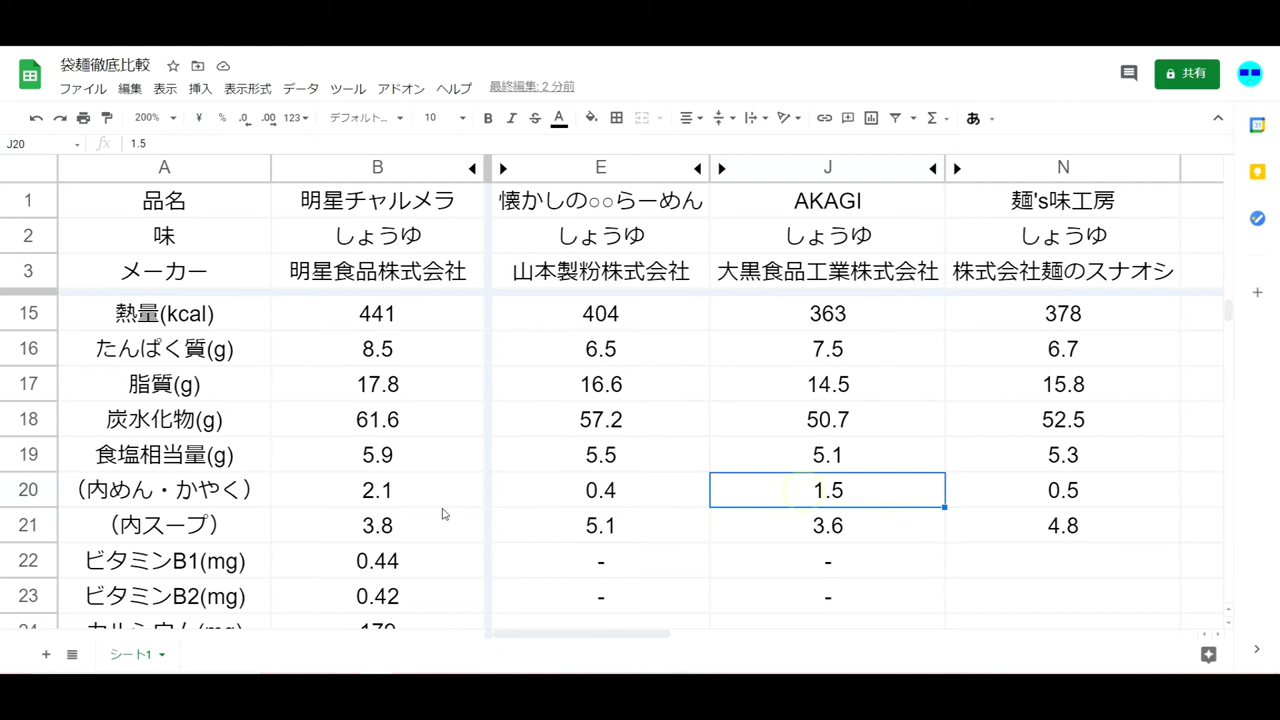 袋麺徹底比較
ファイル 編集 表示 挿入 表示形式 データ ツール アドオン ヘルプ 最終編集: 2 分前
共有
200% ¥ % .0 .00 123 デフォルト... 10 B I S A Σ あ
J20 fx 1.5
A B E J N
1 品名 明星チャルメラ 懐かしの○○らーめん AKAGI 麺's味工房
2 味 しょうゆ しょうゆ しょうゆ しょうゆ
3 メーカー 明星食品株式会社 山本製粉株式会社 大黒食品工業株式会社 株式会社麺のスナオシ
15 熱量(kcal) 441 404 363 378
16 たんぱく質(g) 8.5 6.5 7.5 6.7
17 脂質(g) 17.8 16.6 14.5 15.8
18 炭水化物(g) 61.6 57.2 50.7 52.5
19 食塩相当量(g) 5.9 5.5 5.1 5.3
20 （内めん・かやく） 2.1 0.4 1.5 0.5
21 （内スープ） 3.8 5.1 3.6 4.8
22 ビタミンB1(mg) 0.44 - -
23 ビタミンB2(mg) 0.42 - -
24 カルシウム(mg) 179
シート1